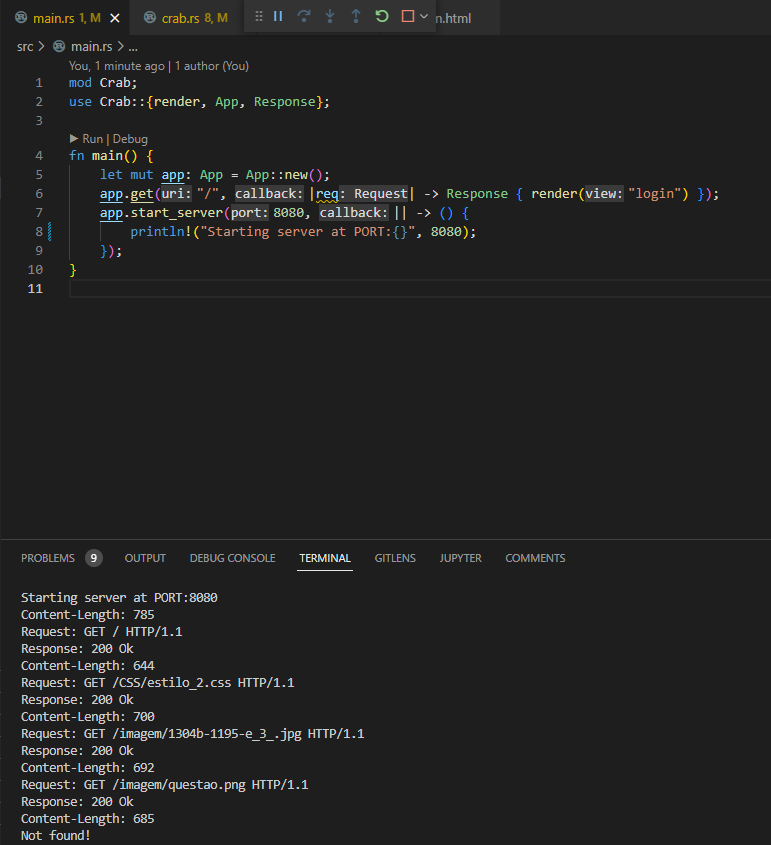 main.rs 1, M
crab.rs 8, M
n.html
src > main.rs > ...
You, 1 minute ago | 1 author (You)
1 mod Crab;
2 use Crab::{render, App, Response};
3
Run | Debug
4 fn main() {
5     let mut app: App = App::new();
6     app.get(uri: "/", callback: |req: Request| -> Response { render(view: "login") });
7     app.start_server(port: 8080, callback: || -> () {
8         println!("Starting server at PORT:{}", 8080);
9     });
10 }
11
PROBLEMS 9 OUTPUT DEBUG CONSOLE TERMINAL GITLENS JUPYTER COMMENTS
Starting server at PORT:8080
Content-Length: 785
Request: GET / HTTP/1.1
Response: 200 Ok
Content-Length: 644
Request: GET /CSS/estilo_2.css HTTP/1.1
Response: 200 Ok
Content-Length: 700
Request: GET /imagem/1304b-1195-e_3_.jpg HTTP/1.1
Response: 200 Ok
Content-Length: 692
Request: GET /imagem/questao.png HTTP/1.1
Response: 200 Ok
Content-Length: 685
Not found!